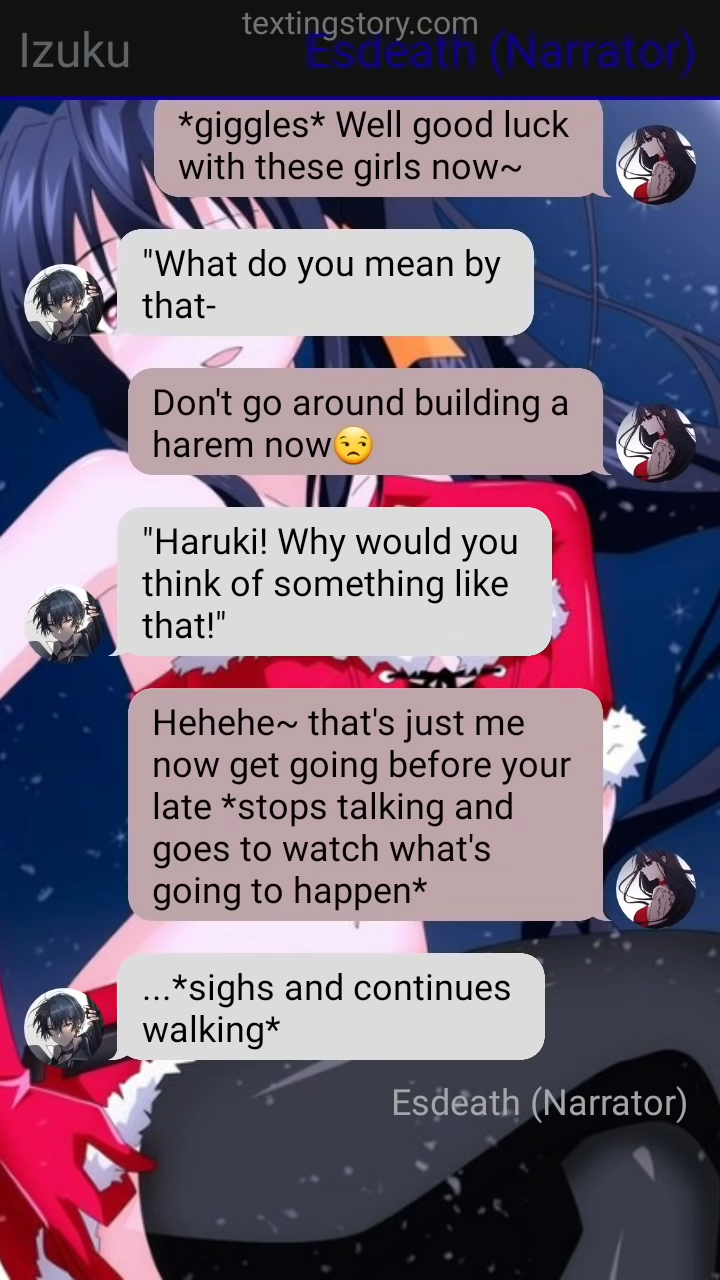 textingstory.com
Izuku
Esdeath (Narrator)
*giggles* Well good luck
with these girls now~
"What do you mean by
that-
Don't go around building a
harem now😒
"Haruki! Why would you
think of something like
that!"
Hehehe~ that's just me
now get going before your
late *stops talking and
goes to watch what's
going to happen*
...*sighs and continues
walking*
Esdeath (Narrator)